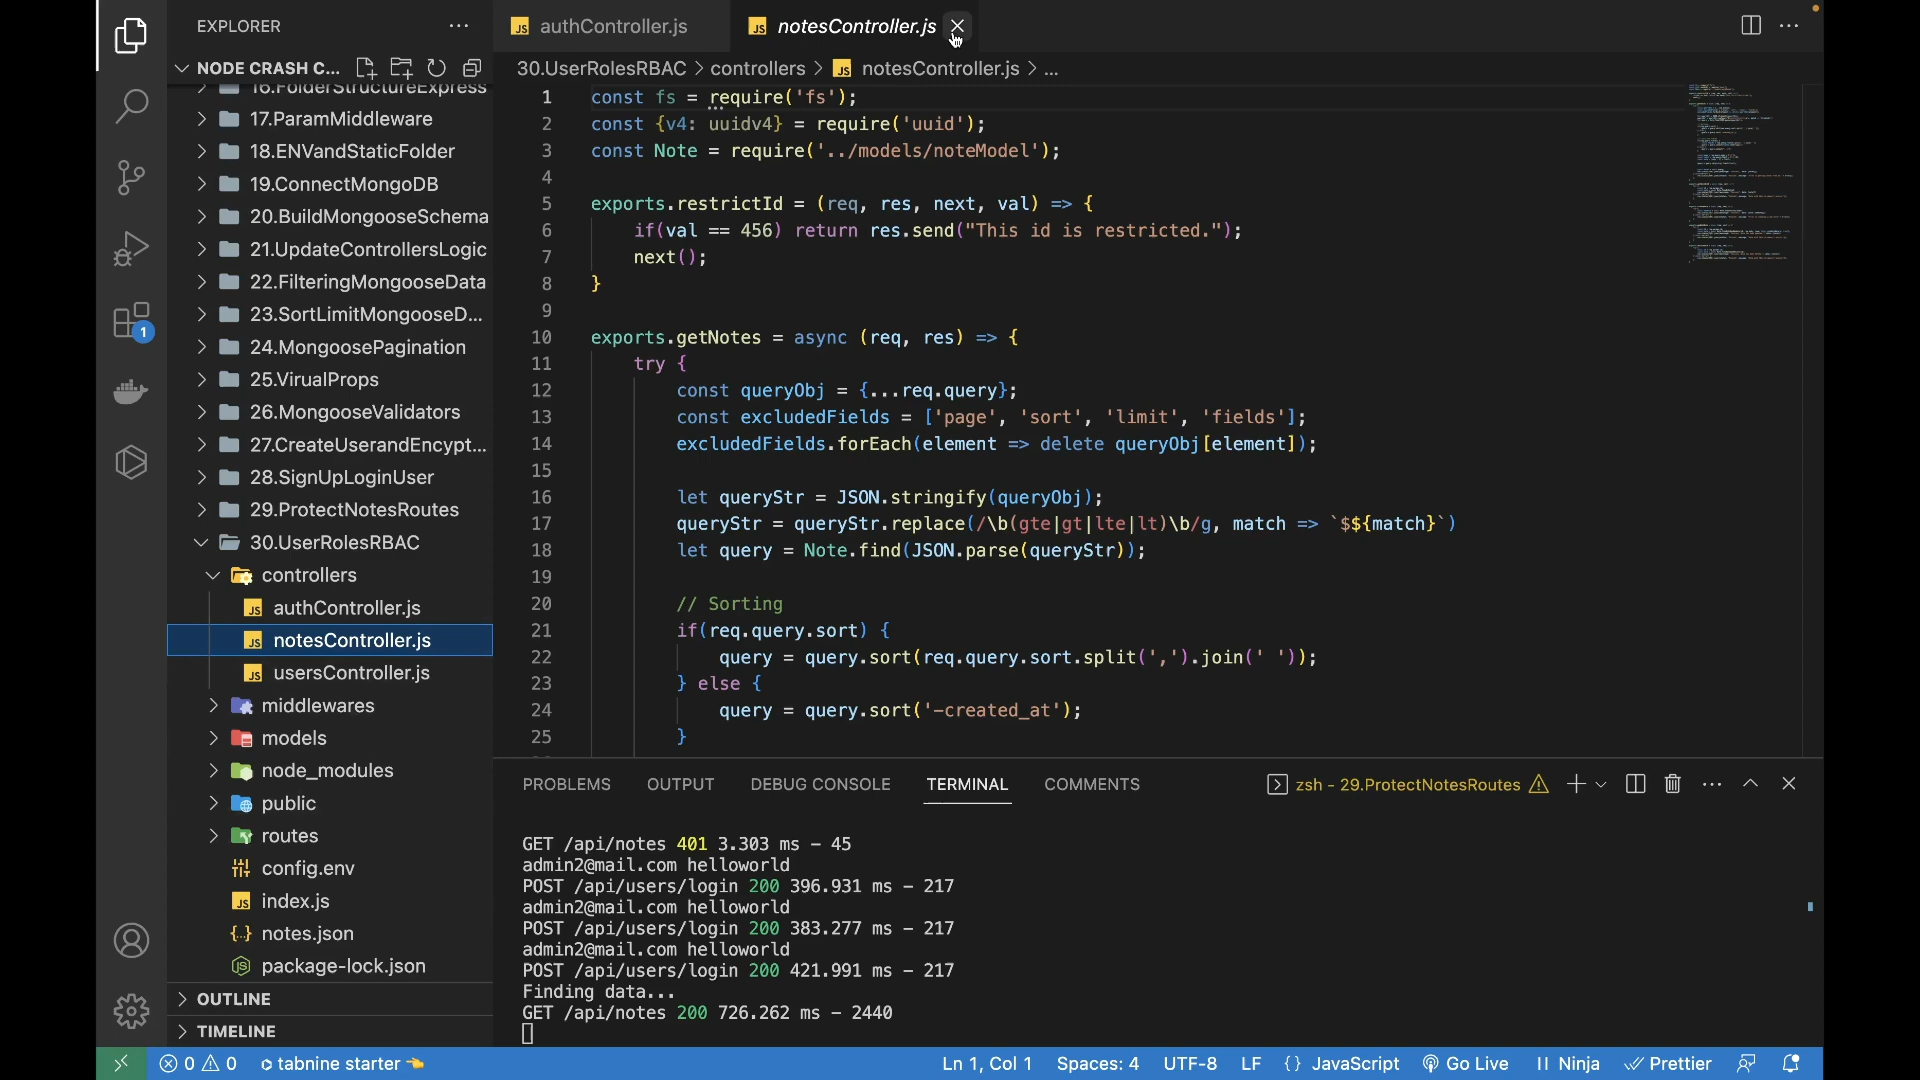 EXPLORER
NODE CRASH C...
16.FolderStructureExpress
17.ParamMiddleware
18.ENVandStaticFolder
19.ConnectMongoDB
20.BuildMongooseSchema
21.UpdateControllersLogic
22.FilteringMongooseData
23.SortLimitMongooseD...
24.MongoosePagination
25.VirualProps
26.MongooseValidators
27.CreateUserandEncypt...
28.SignUpLoginUser
29.ProtectNotesRoutes
30.UserRolesRBAC
controllers
JS authController.js
JS notesController.js
JS usersController.js
middlewares
models
node_modules
public
routes
config.env
JS index.js
{..} notes.json
package-lock.json
OUTLINE
TIMELINE
1
JS authController.js
JS notesController.js
30.UserRolesRBAC > controllers > JS notesController.js > ...
1 const fs = require('fs');
2 const {v4: uuidv4} = require('uuid');
3 const Note = require('../models/noteModel');
4
5 exports.restrictId = (req, res, next, val) => {
6 if(val == 456) return res.send("This id is restricted.");
7 next();
8 }
9
10 exports.getNotes = async (req, res) => {
11 try {
12 const queryObj = {...req.query};
13 const excludedFields = ['page', 'sort', 'limit', 'fields'];
14 excludedFields.forEach(element => delete queryObj[element]);
15
16 let queryStr = JSON.stringify(queryObj);
17 queryStr = queryStr.replace(/\b(gte|gt|lte|lt)\b/g, match => `$${match}`)
18 let query = Note.find(JSON.parse(queryStr));
19
20 // Sorting
21 if(req.query.sort) {
22 query = query.sort(req.query.sort.split(',').join(' '));
23 } else {
24 query = query.sort('-created_at');
25 }
PROBLEMS OUTPUT DEBUG CONSOLE TERMINAL COMMENTS zsh - 29.ProtectNotesRoutes
GET /api/notes 401 3.303 ms - 45
admin2@mail.com helloworld
POST /api/users/login 200 396.931 ms - 217
admin2@mail.com helloworld
POST /api/users/login 200 383.277 ms - 217
admin2@mail.com helloworld
POST /api/users/login 200 421.991 ms - 217
Finding data...
GET /api/notes 200 726.262 ms - 2440
0 0 tabnine starter Ln 1, Col 1 Spaces: 4 UTF-8 LF {} JavaScript Go Live Ninja Prettier